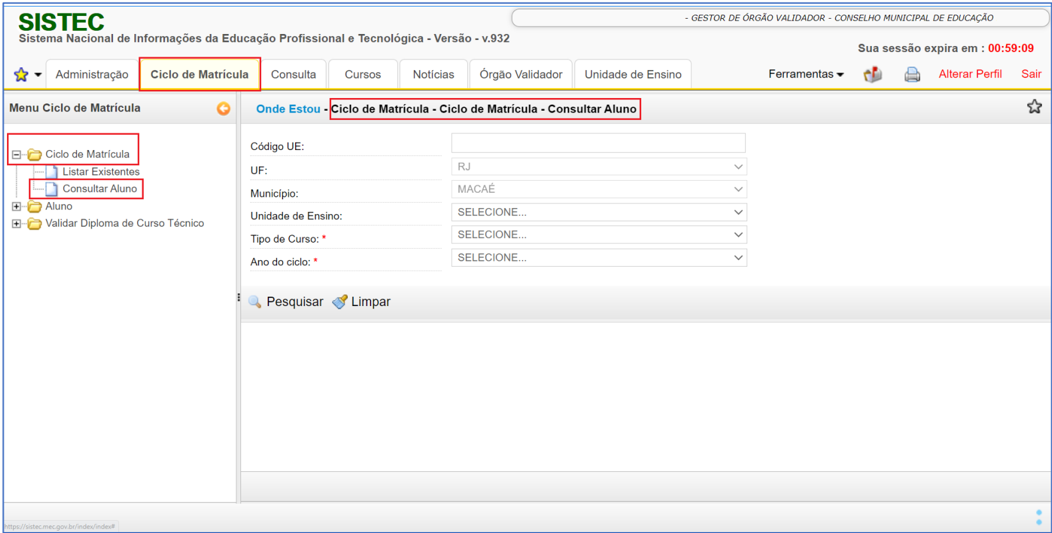 SISTEC
Sistema Nacional de Informações da Educação Profissional e Tecnológica - Versão - v.932
- GESTOR DE ÓRGÃO VALIDADOR - CONSELHO MUNICIPAL DE EDUCAÇÃO
Sua sessão expira em : 00:59:09
Administração Ciclo de Matrícula Consulta Cursos Notícias Órgão Validador Unidade de Ensino Ferramentas Alterar Perfil Sair
Menu Ciclo de Matrícula
Ciclo de Matrícula
Listar Existentes
Consultar Aluno
Aluno
Validar Diploma de Curso Técnico
Onde Estou - Ciclo de Matrícula - Ciclo de Matrícula - Consultar Aluno
Código UE:
UF: RJ
Município: MACAÉ
Unidade de Ensino: SELECIONE...
Tipo de Curso: * SELECIONE...
Ano do ciclo: * SELECIONE...
Pesquisar Limpar
https://sistec.mec.gov.br/index/index#